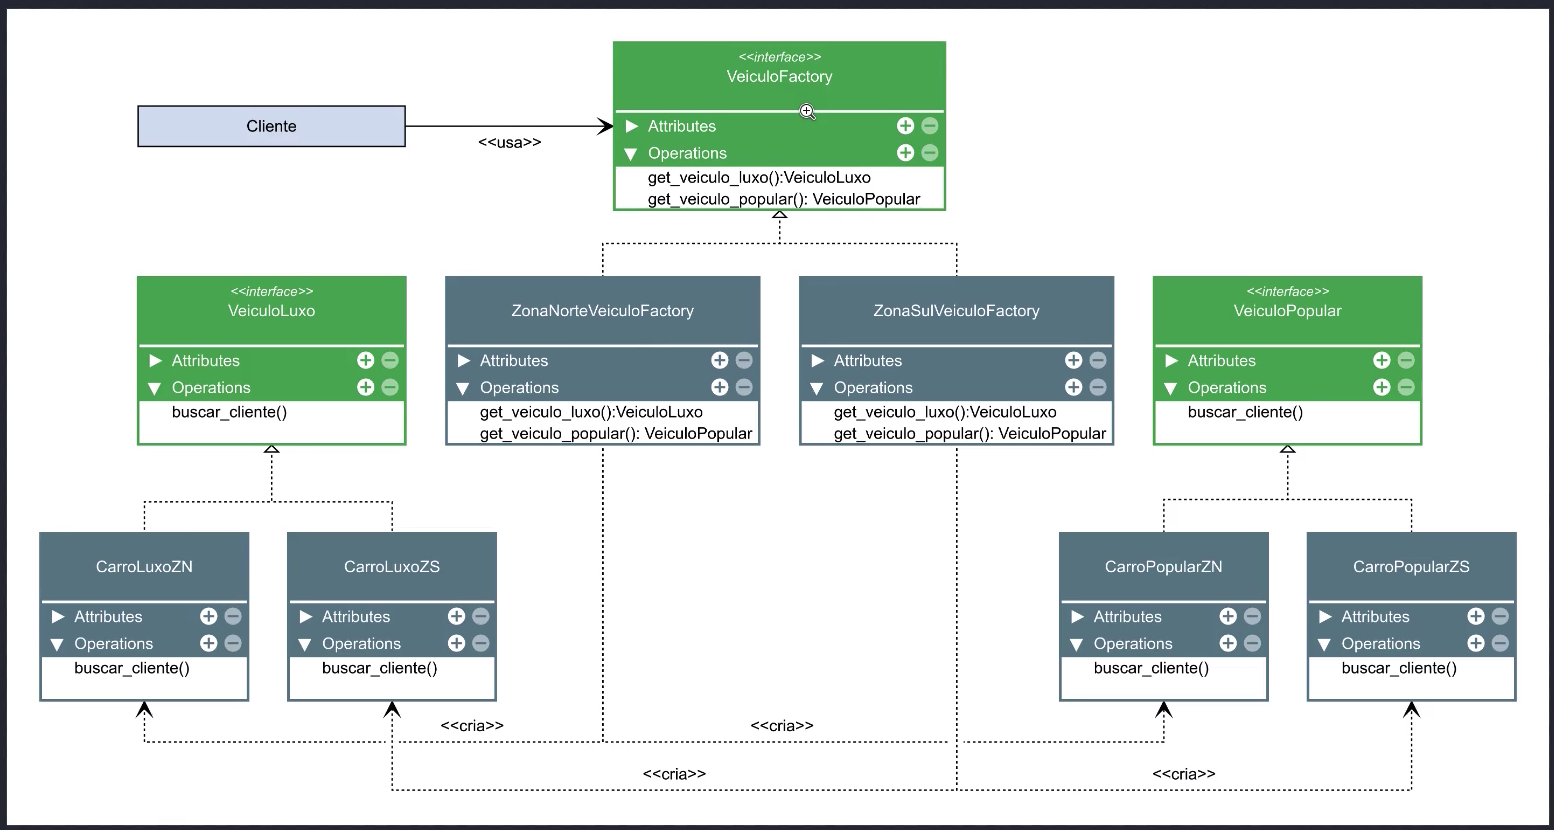 <<interface>>
VeiculoFactory
Cliente
<<usa>>
Attributes
Operations
get_veiculo_luxo():VeiculoLuxo
get_veiculo_popular(): VeiculoPopular
<<interface>>
VeiculoLuxo
Attributes
Operations
buscar_cliente()
ZonaNorteVeiculoFactory
Attributes
Operations
get_veiculo_luxo():VeiculoLuxo
get_veiculo_popular(): VeiculoPopular
ZonaSulVeiculoFactory
Attributes
Operations
get_veiculo_luxo():VeiculoLuxo
get_veiculo_popular(): VeiculoPopular
<<interface>>
VeiculoPopular
Attributes
Operations
buscar_cliente()
CarroLuxoZN
Attributes
Operations
buscar_cliente()
CarroLuxoZS
Attributes
Operations
buscar_cliente()
CarroPopularZN
Attributes
Operations
buscar_cliente()
CarroPopularZS
Attributes
Operations
buscar_cliente()
<<cria>>
<<cria>>
<<cria>>
<<cria>>